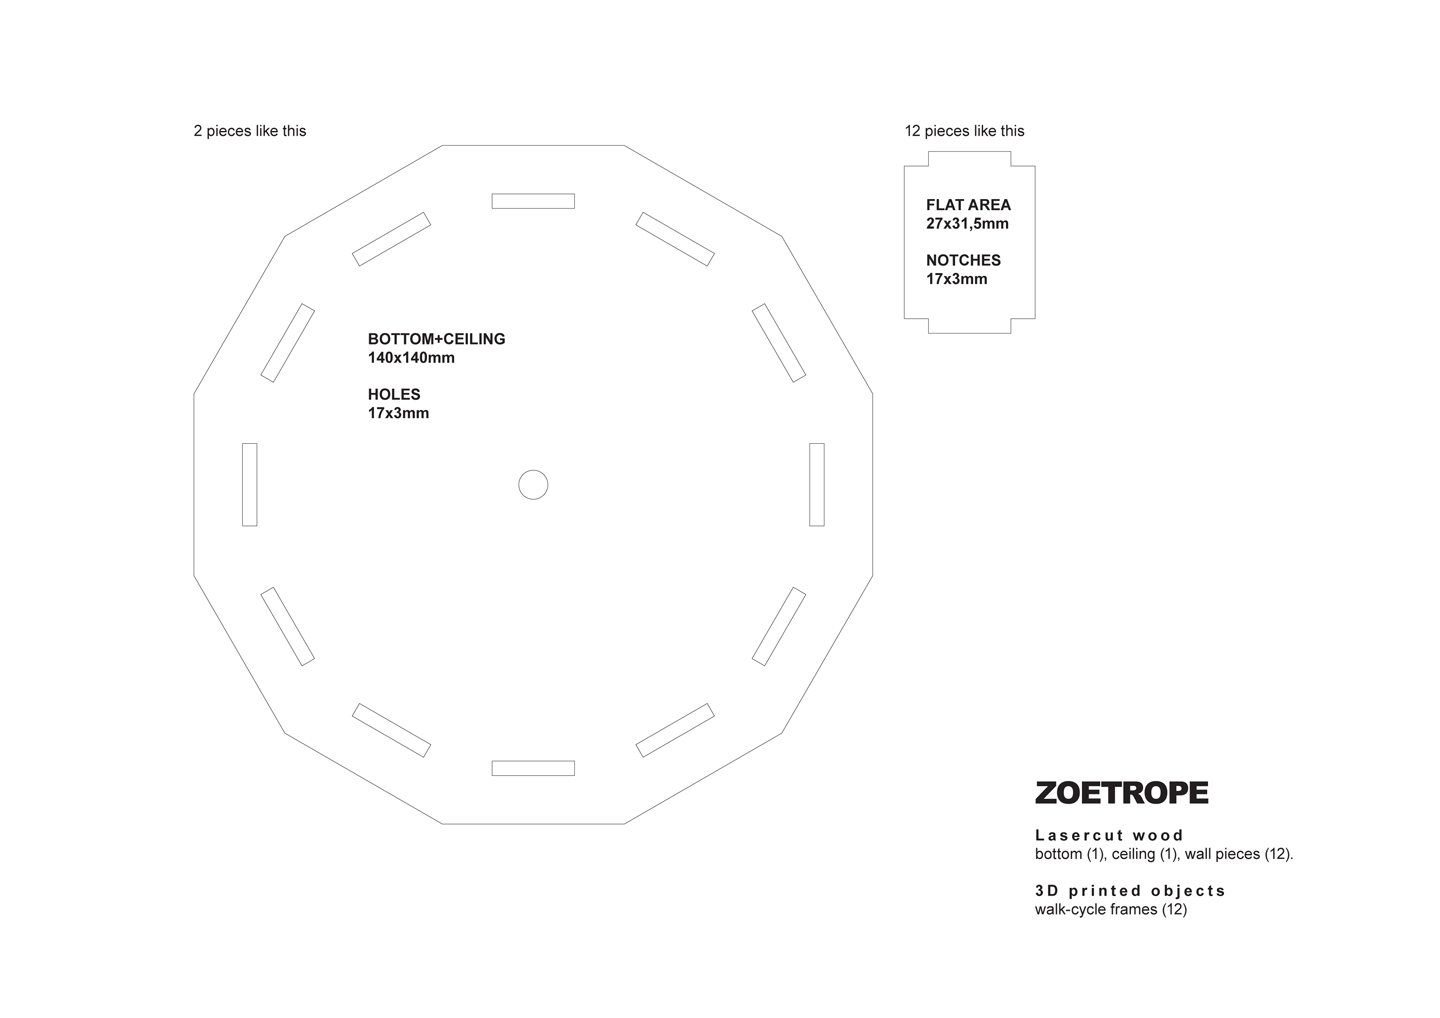 2 pieces like this
12 pieces like this
FLAT AREA
27x31,5mm
NOTCHES
17x3mm
BOTTOM+CEILING
140x140mm
HOLES
17x3mm
ZOETROPE
Lasercut wood
bottom (1), ceiling (1), wall pieces (12).
3D printed objects
walk-cycle frames (12)